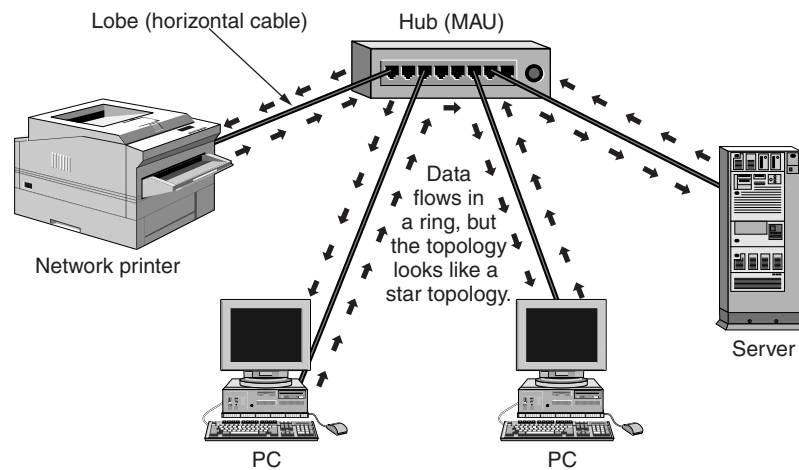 Lobe (horizontal cable)
Hub (MAU)
Data
flows in
a ring, but
the topology
looks like a
star topology.
Network printer
Server
PC
PC